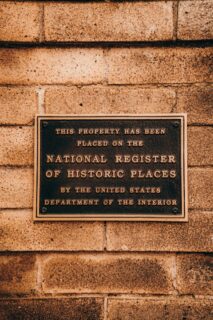 THIS PROPERTY HAS BEEN
PLACED ON THE
NATIONAL REGISTER
OF HISTORIC PLACES
BY THE UNITED STATES
DEPARTMENT OF THE INTERIOR